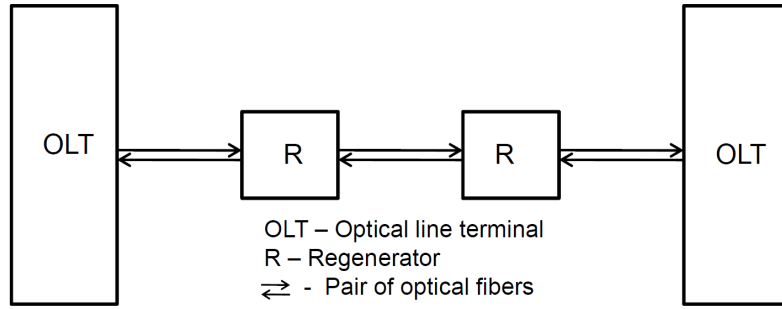 OLT
R
R
OLT
OLT – Optical line terminal
R – Regenerator
- Pair of optical fibers